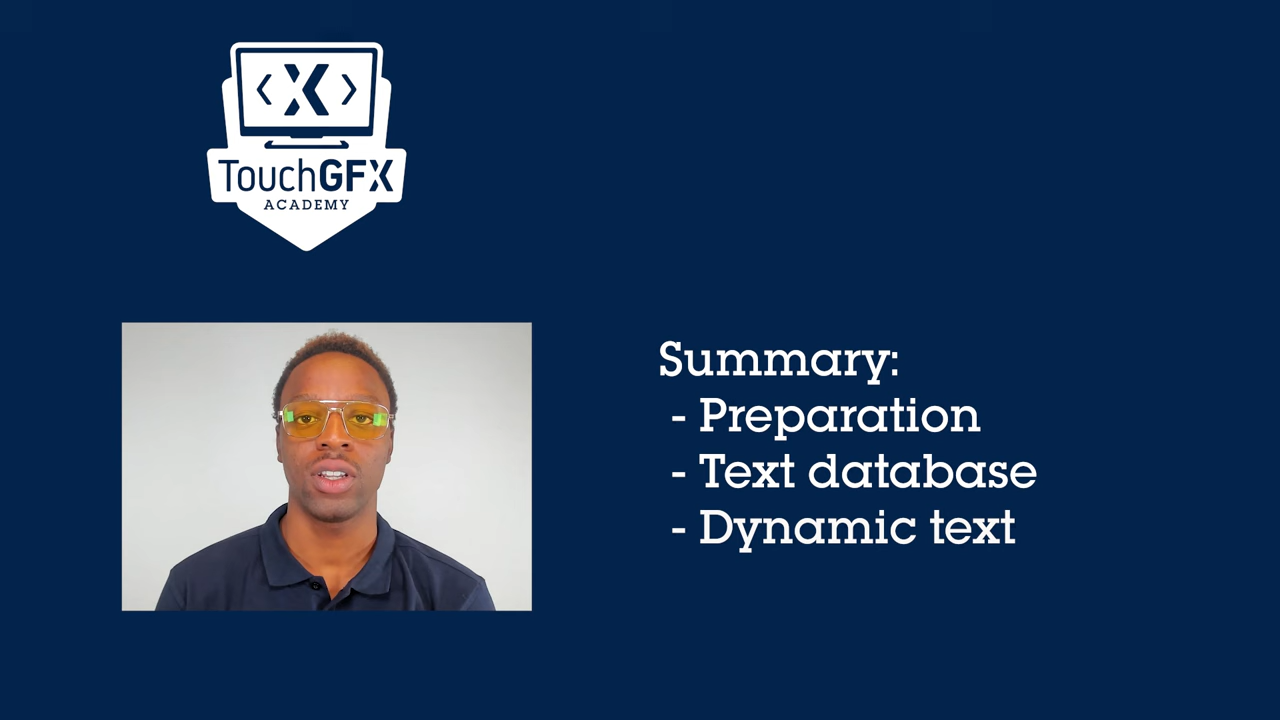 TouchGFX
ACADEMY
Summary:
- Preparation
- Text database
- Dynamic text